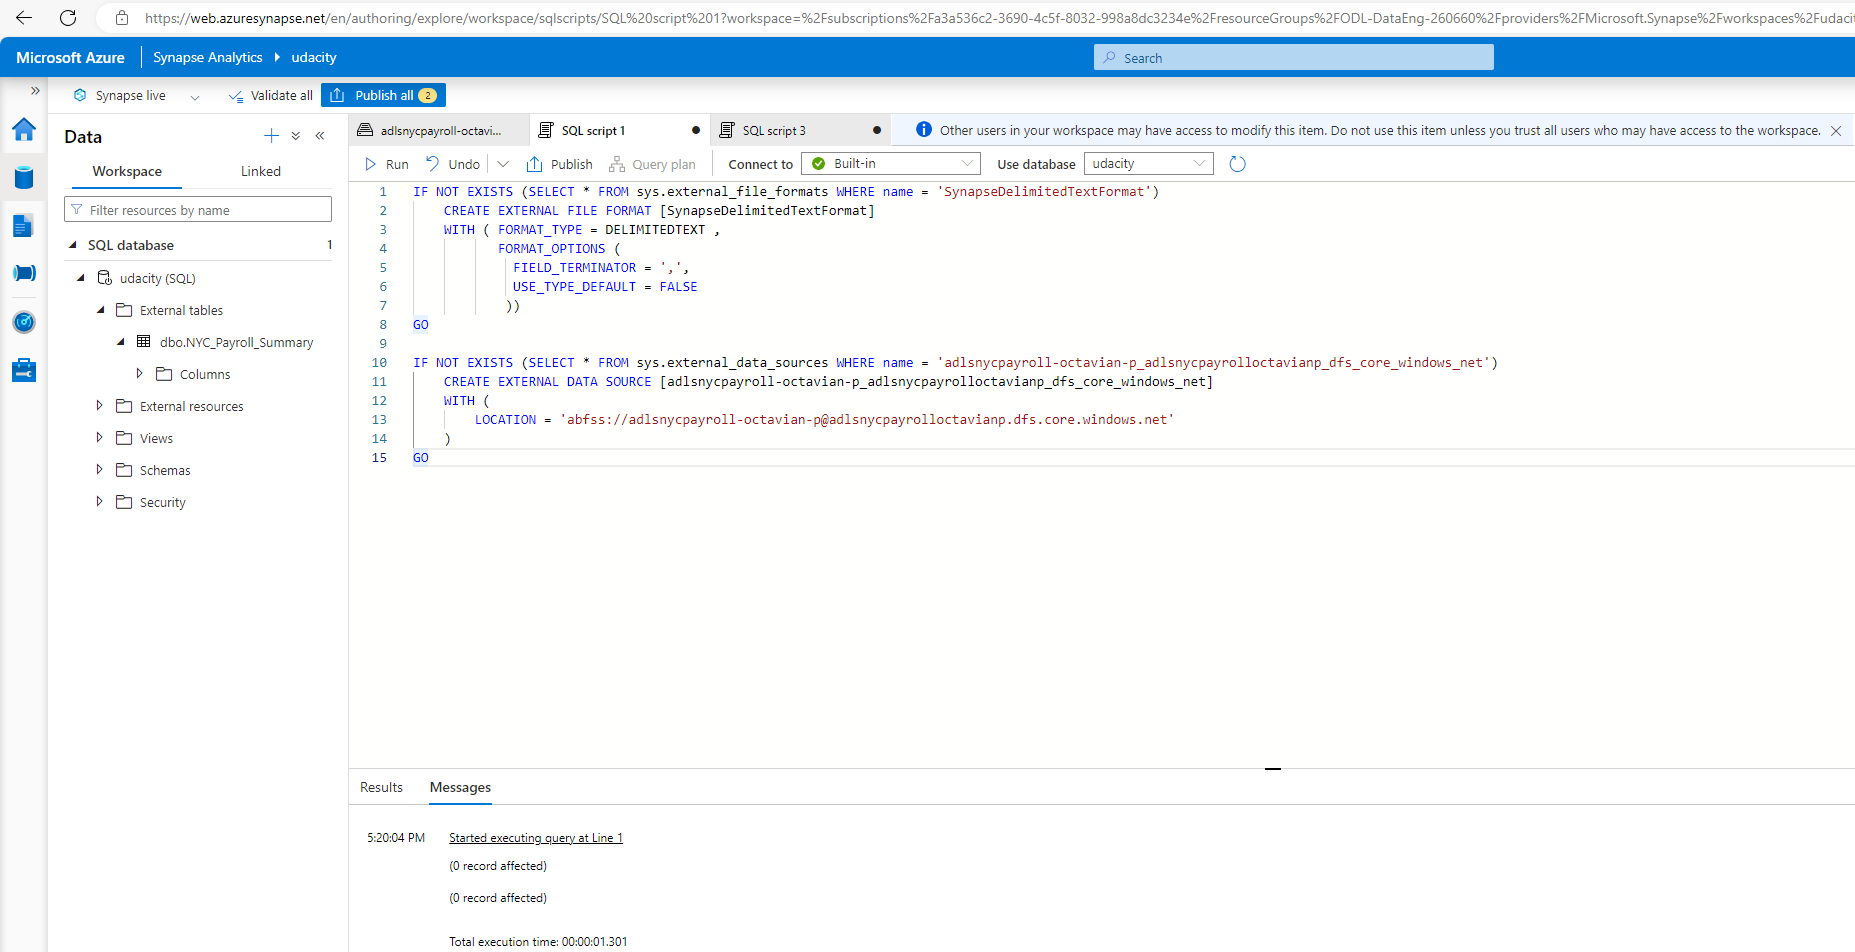 https://web.azuresynapse.net/en/authoring/explore/workspace/sqlscripts/SQL%20script%201?workspace=%2Fsubscriptions%2Fa3a536c2-3690-4c5f-8032-998a8dc3234e%2FresourceGroups%2FODL-DataEng-260660%2Fproviders%2FMicrosoft.Synapse%2Fworkspaces%2Fudaci
Microsoft Azure
Synapse Analytics
udacity
Search
Synapse live
Validate all
Publish all
2
Data
Workspace
Linked
Filter resources by name
SQL database
1
udacity (SQL)
External tables
dbo.NYC_Payroll_Summary
Columns
External resources
Views
Schemas
Security
adlsnycpayroll-octavi...
SQL script 1
SQL script 3
Other users in your workspace may have access to modify this item. Do not use this item unless you trust all users who may have access to the workspace.
Run
Undo
Publish
Query plan
Connect to
Built-in
Use database
udacity
1 IF NOT EXISTS (SELECT * FROM sys.external_file_formats WHERE name = 'SynapseDelimitedTextFormat')
2 CREATE EXTERNAL FILE FORMAT [SynapseDelimitedTextFormat]
3 WITH ( FORMAT_TYPE = DELIMITEDTEXT ,
4 FORMAT_OPTIONS (
5 FIELD_TERMINATOR = ',',
6 USE_TYPE_DEFAULT = FALSE
7 ))
8 GO
9
10 IF NOT EXISTS (SELECT * FROM sys.external_data_sources WHERE name = 'adlsnycpayroll-octavian-p_adlsnycpayrolloctavianp_dfs_core_windows_net')
11 CREATE EXTERNAL DATA SOURCE [adlsnycpayroll-octavian-p_adlsnycpayrolloctavianp_dfs_core_windows_net]
12 WITH (
13 LOCATION = 'abfss://adlsnycpayroll-octavian-p@adlsnycpayrolloctavianp.dfs.core.windows.net'
14 )
15 GO
Results
Messages
5:20:04 PM
Started executing query at Line 1
(0 record affected)
(0 record affected)
Total execution time: 00:00:01.301